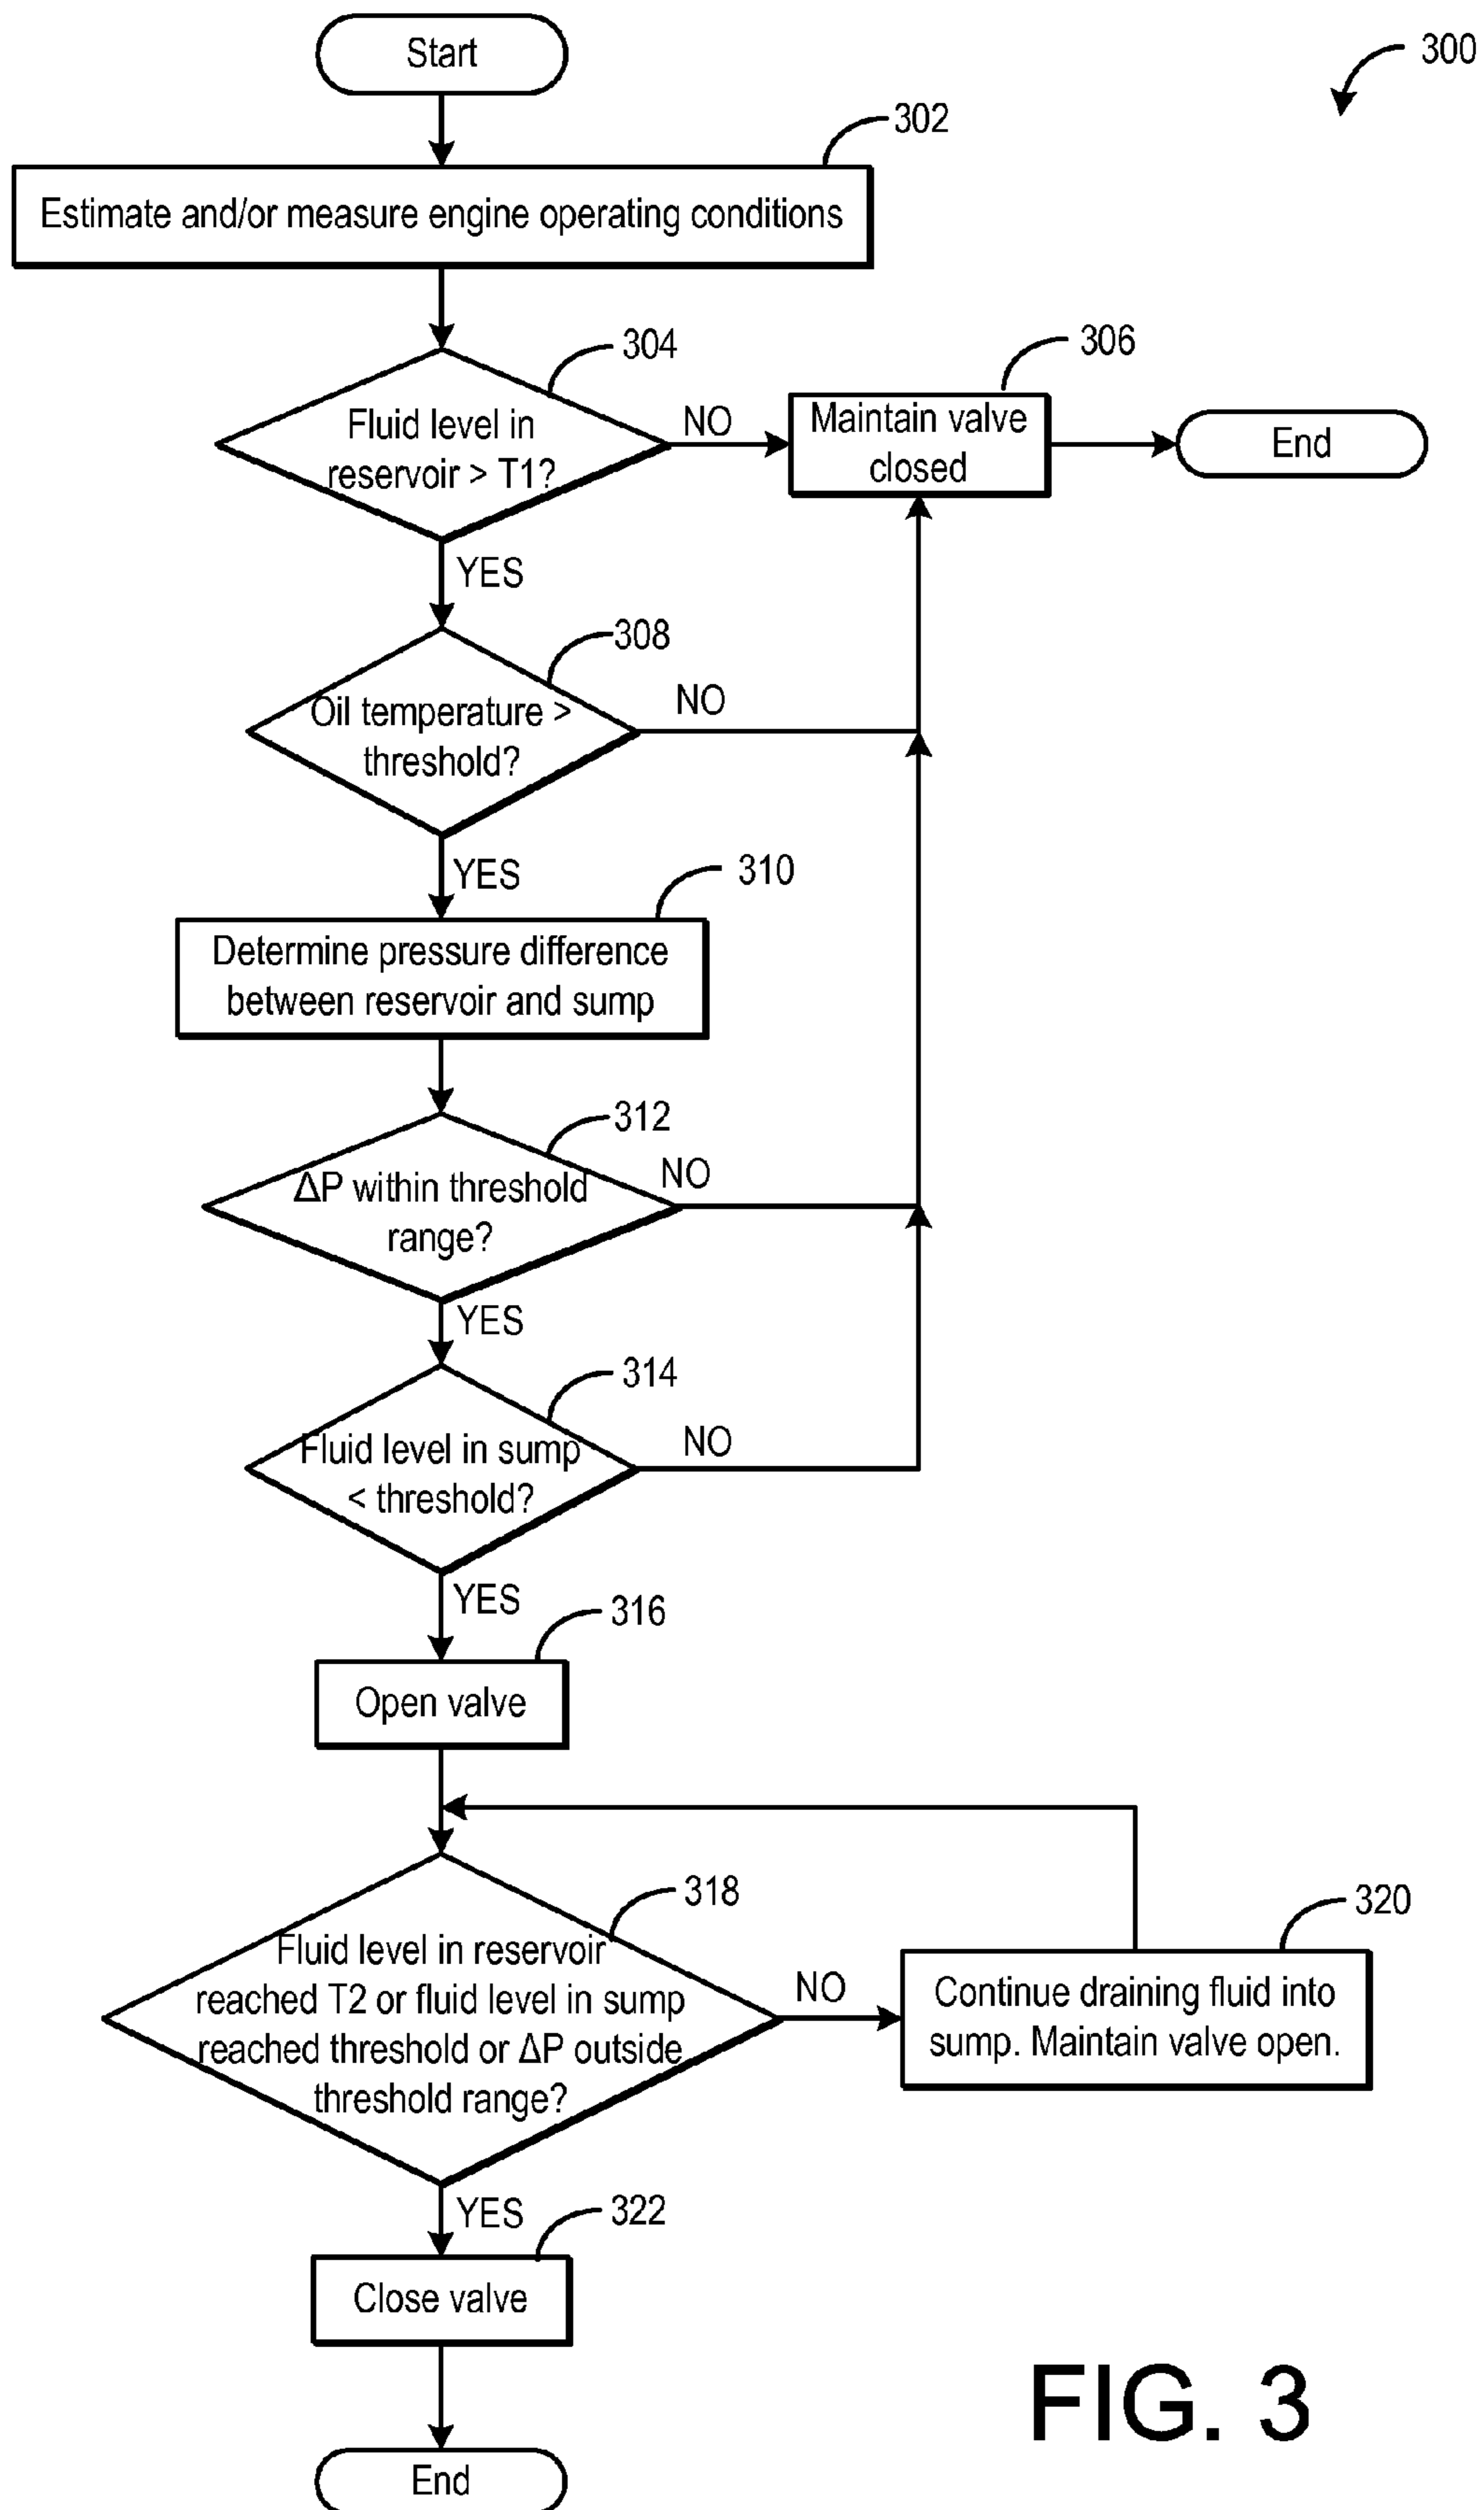 Start
300
302
Estimate and/or measure engine operating conditions
304
306
Fluid level in
reservoir > T1?
NO
Maintain valve
closed
End
YES
308
Oil temperature >
threshold?
NO
YES
310
Determine pressure difference
between reservoir and sump
312
ΔP within threshold
range?
NO
YES
314
Fluid level in sump
< threshold?
NO
YES
316
Open valve
318
320
Fluid level in reservoir
reached T2 or fluid level in sump
reached threshold or ΔP outside
threshold range?
NO
Continue draining fluid into
sump. Maintain valve open.
YES
322
Close valve
End
FIG. 3